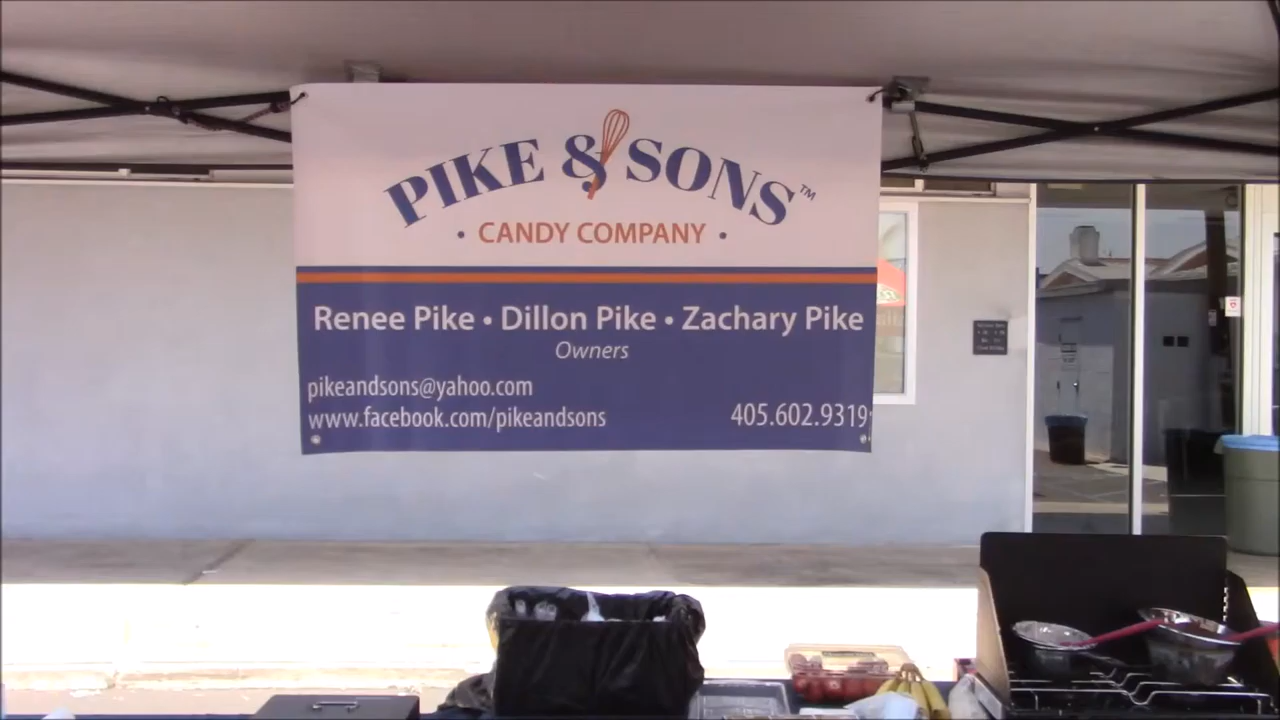 PIKE & SONS™
• CANDY COMPANY •
Renee Pike • Dillon Pike • Zachary Pike
Owners
pikeandsons@yahoo.com
www.facebook.com/pikeandsons 405.602.9319